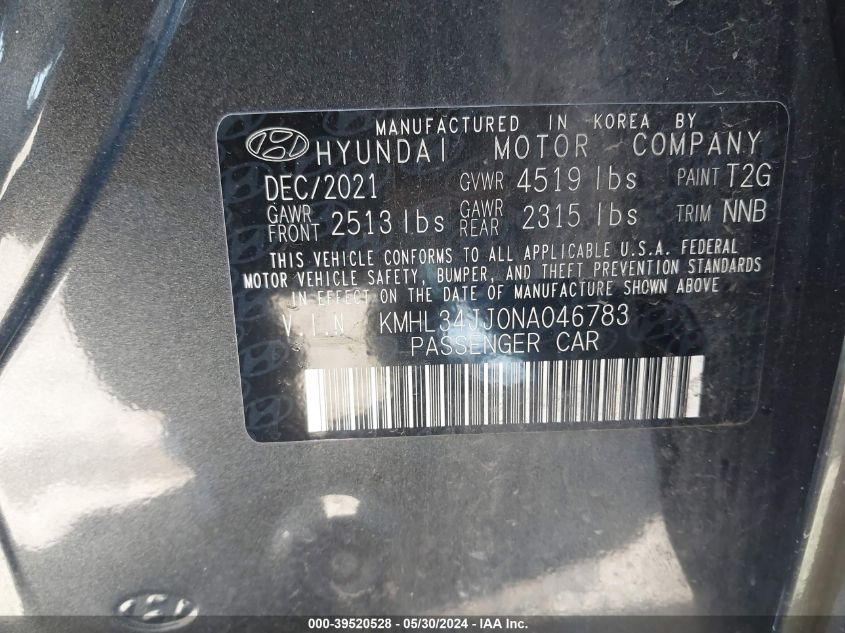 MANUFACTURED IN KOREA BY
HYUNDAI MOTOR COMPANY
DEC/2021 GVWR 4519 lbs PAINT T2G
GAWR FRONT 2513 lbs GAWR REAR 2315 lbs TRIM NNB
THIS VEHICLE CONFORMS TO ALL APPLICABLE U.S.A. FEDERAL
MOTOR VEHICLE SAFETY, BUMPER, AND THEFT PREVENTION STANDARDS
IN EFFECT ON THE DATE OF MANUFACTURE SHOWN ABOVE
V.I.N KMHL34JJ0NA046783
PASSENGER CAR
000-39520528 - 05/30/2024 - IAA Inc.